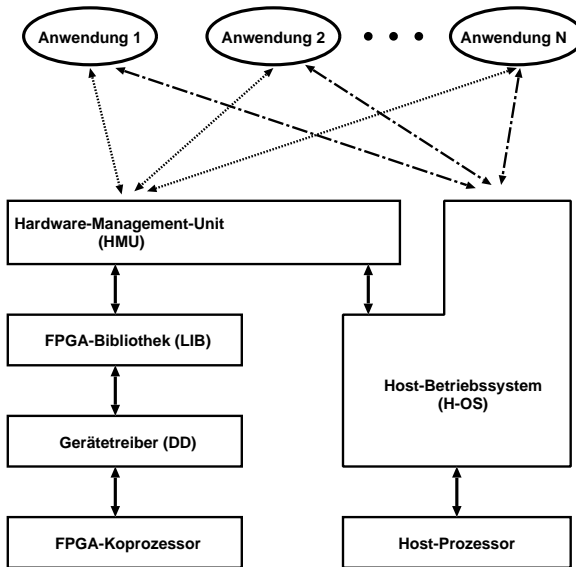 Anwendung 1
Anwendung 2
Anwendung N
Hardware-Management-Unit
(HMU)
FPGA-Bibliothek (LIB)
Host-Betriebssystem
(H-OS)
Gerätetreiber (DD)
FPGA-Koprozessor
Host-Prozessor